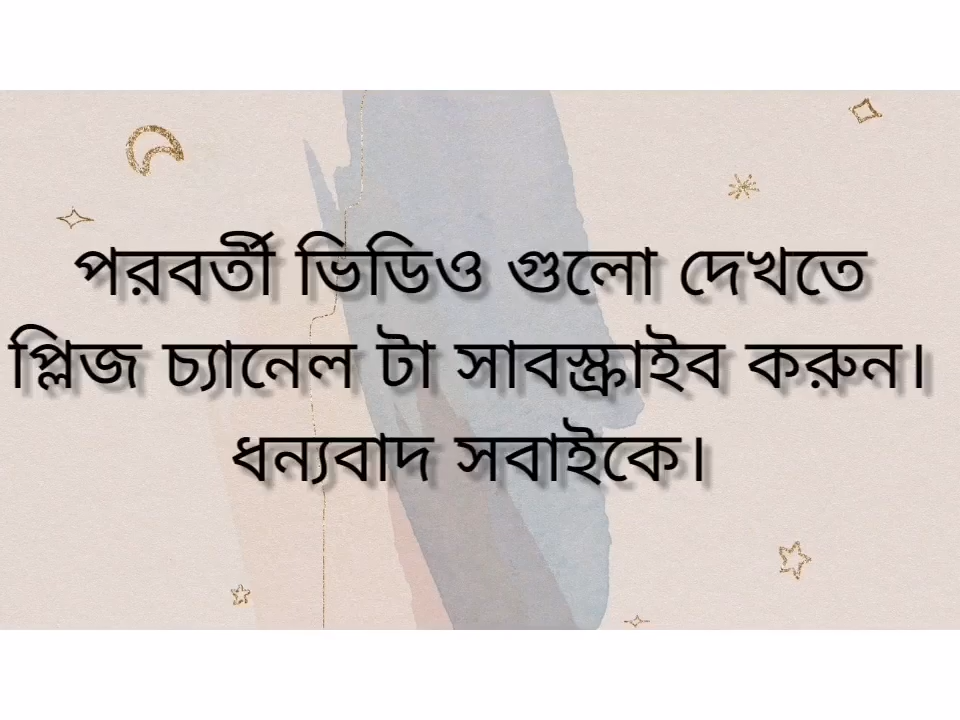 পরবর্তী ভিডিও গুলো দেখতে
প্লিজ চ্যানেল টা সাবস্ক্রাইব করুন।
ধন্যবাদ সবাইকে।